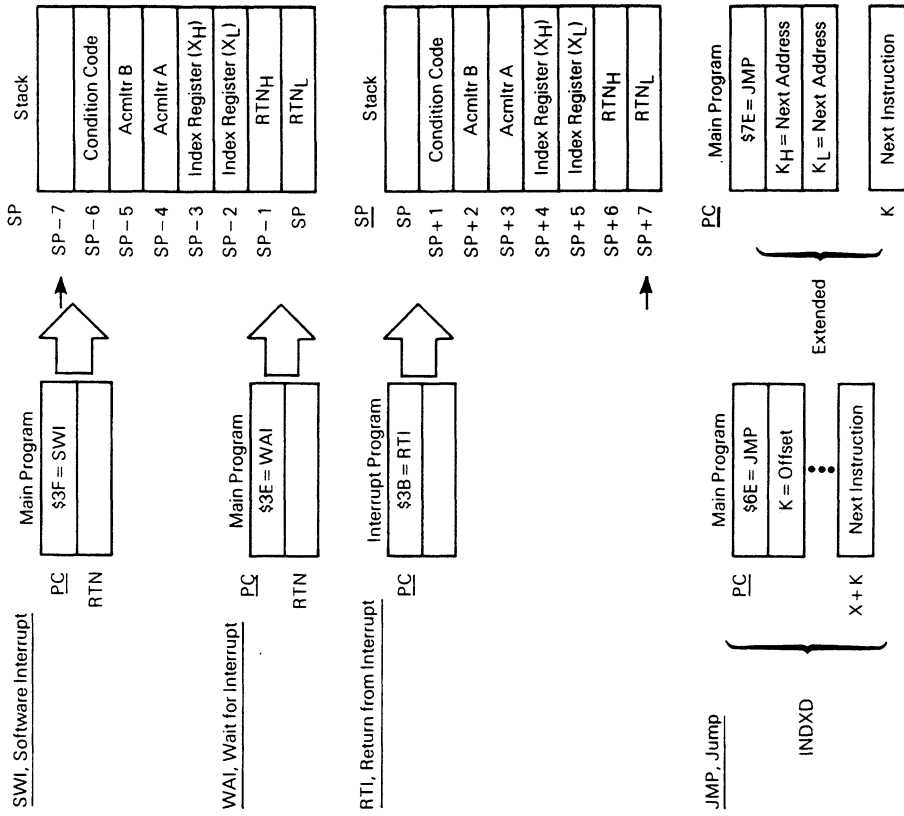 SWI, Software Interrupt
Main Program
PC
$3F = SWI
RTN
SP
Stack
SP – 7
SP – 6
Condition Code
SP – 5
Acmltr B
SP – 4
Acmltr A
SP – 3
Index Register (XH)
SP – 2
Index Register (XL)
SP – 1
RTNH
SP
RTNL
WAI, Wait for Interrupt
Main Program
PC
$3E = WAI
RTN
RTI, Return from Interrupt
Interrupt Program
PC
$3B = RTI
SP
Stack
SP
SP + 1
Condition Code
SP + 2
Acmltr B
SP + 3
Acmltr A
SP + 4
Index Register (XH)
SP + 5
Index Register (XL)
SP + 6
RTNH
SP + 7
RTNL
JMP, Jump
INDXD
Main Program
PC
$6E = JMP
K = Offset
X + K
Next Instruction
Extended
Main Program
PC
$7E = JMP
KH = Next Address
KL = Next Address
K
Next Instruction